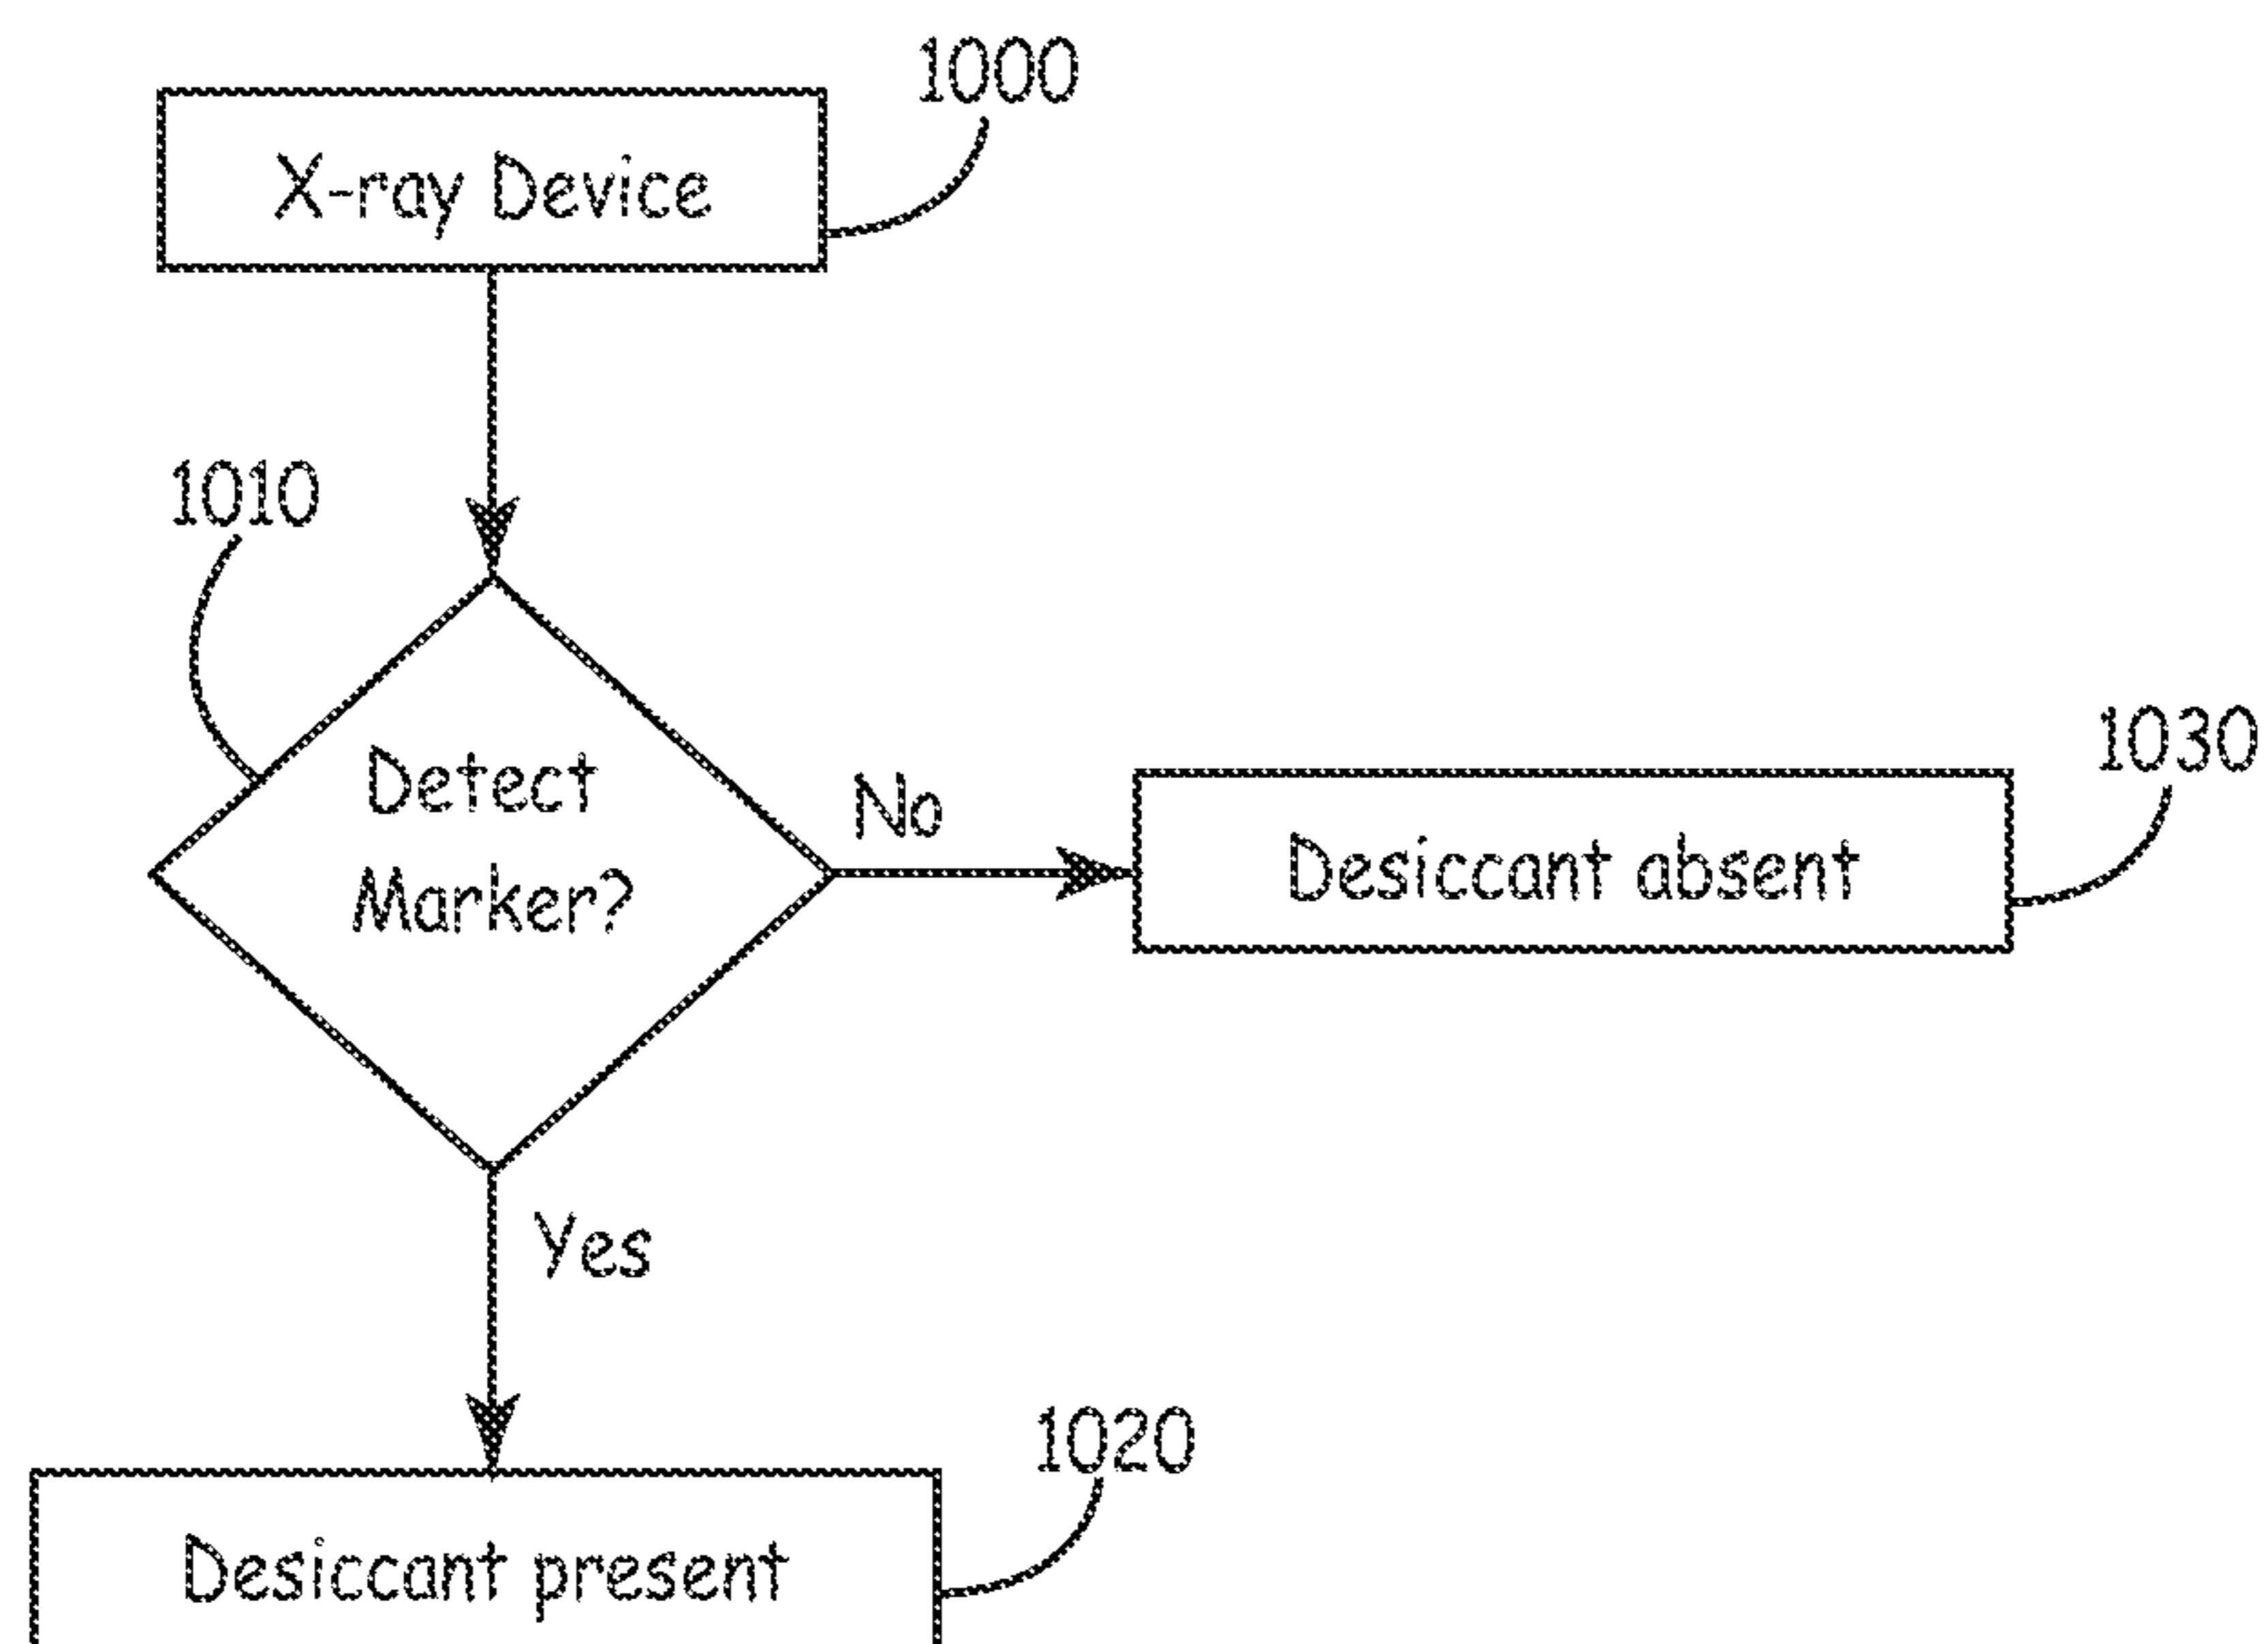 1000
X-ray Device
1010
Detect
Marker?
No
1030
Desiccant absent
Yes
1020
Desiccant present